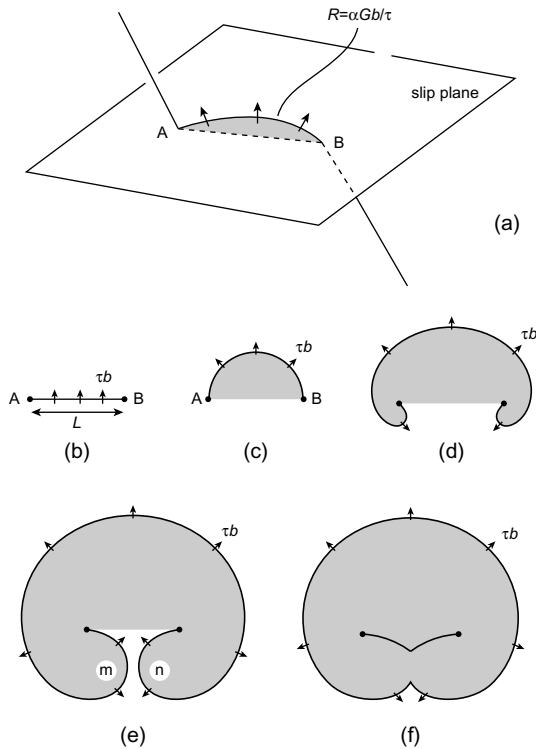 R=αGb/τ
slip plane
A
B
(a)
τb
A
B
L
(b)
τb
A
B
(c)
τb
(d)
τb
m
n
(e)
τb
(f)